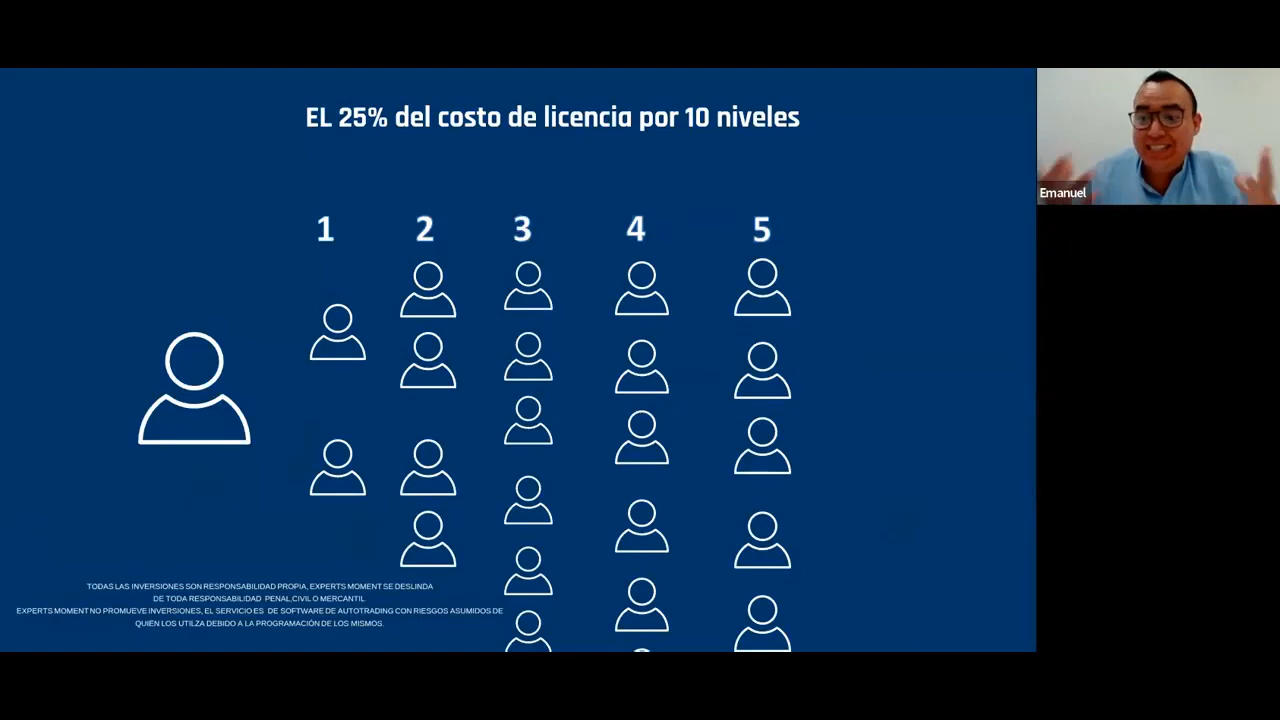 EL 25% del costo de licencia por 10 niveles
1 2 3 4 5
Emanuel
TODAS LAS INVERSIONES SON RESPONSABILIDAD PROPIA, EXPERTS MOMENT SE DESLINDA
DE TODA RESPONSABILIDAD PENAL,CIVIL O MERCANTIL.
EXPERTS MOMENT NO PROMUEVE INVERSIONES, EL SERVICIO ES DE SOFTWARE DE AUTOTRADING CON RIESGOS ASUMIDOS DE
QUIEN LOS UTILZA DEBIDO A LA PROGRAMACIÓN DE LOS MISMOS.